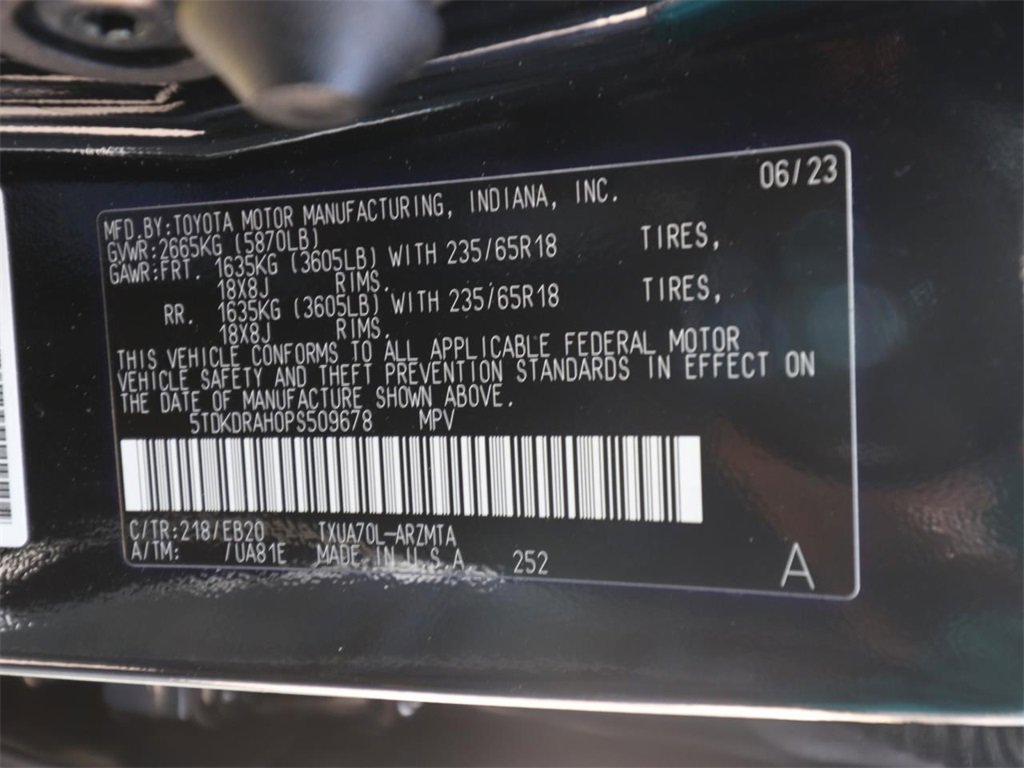 06/23
MFD.BY:TOYOTA MOTOR MANUFACTURING, INDIANA, INC.
GVWR:2665KG (5870LB)
GAWR:FRT. 1635KG (3605LB) WITH 235/65R18 TIRES,
18X8J RIMS.
RR. 1635KG (3605LB) WITH 235/65R18 TIRES,
18X8J RIMS.
THIS VEHICLE CONFORMS TO ALL APPLICABLE FEDERAL MOTOR
VEHICLE SAFETY AND THEFT PREVENTION STANDARDS IN EFFECT ON
THE DATE OF MANUFACTURE SHOWN ABOVE.
5TDKDRAH0PS509678 MPV
C/TR:218/EB20 TXUA70L-ARZMTA
A/TM: /UA81E MADE IN U.S.A. 252
A